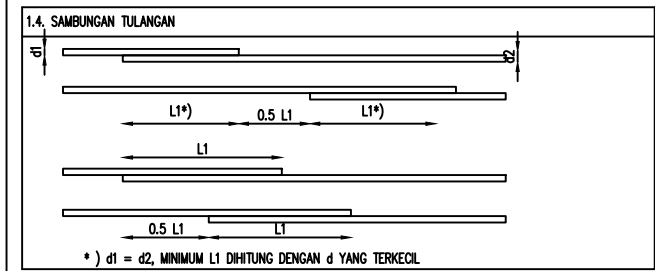 1.4. SAMBUNGAN TULANGAN
d1
d2
L1*)
0.5 L1
L1*)
L1
0.5 L1
L1
* ) d1 = d2, MINIMUM L1 DIHITUNG DENGAN d YANG TERKECIL